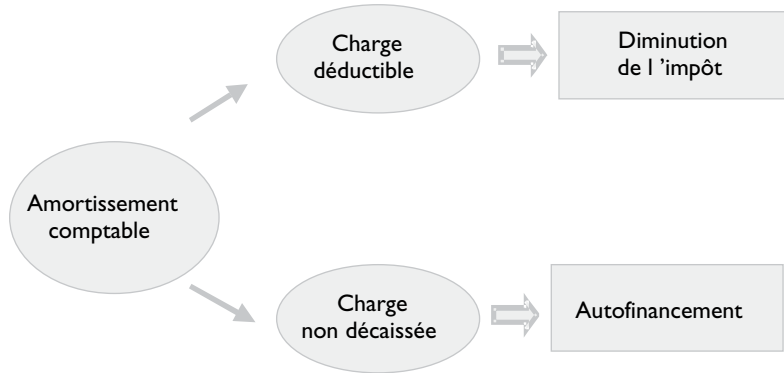 Charge
déductible
Diminution
de l ’impôt
Amortissement
comptable
Charge
non décaissée
Autofinancement